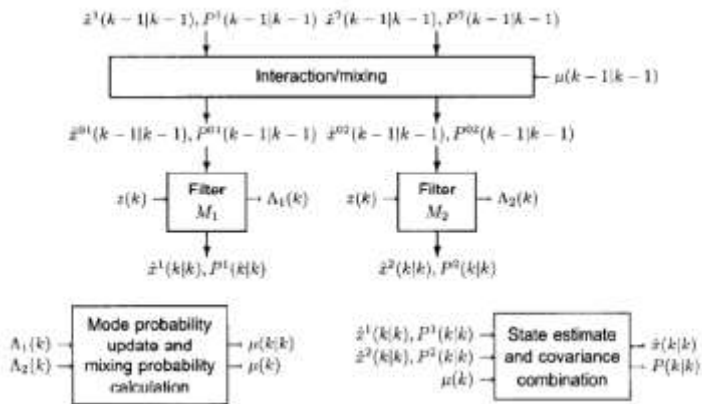 x̂¹(k−1|k−1), P¹(k−1|k−1) x̂²(k−1|k−1), P²(k−1|k−1)
Interaction/mixing
μ(k−1|k−1)
x̂⁰¹(k−1|k−1), P⁰¹(k−1|k−1) x̂⁰²(k−1|k−1), P⁰²(k−1|k−1)
z(k) Filter M₁ Λ₁(k) z(k) Filter M₂ Λ₂(k)
x̂¹(k|k), P¹(k|k) x̂²(k|k), P²(k|k)
Λ₁(k)
Λ₂(k)
Mode probability
update and
mixing probability
calculation
μ(k|k)
μ(k)
x̂¹(k|k), P¹(k|k)
x̂²(k|k), P²(k|k)
μ(k)
State estimate
and covariance
combination
x̂(k|k)
P(k|k)